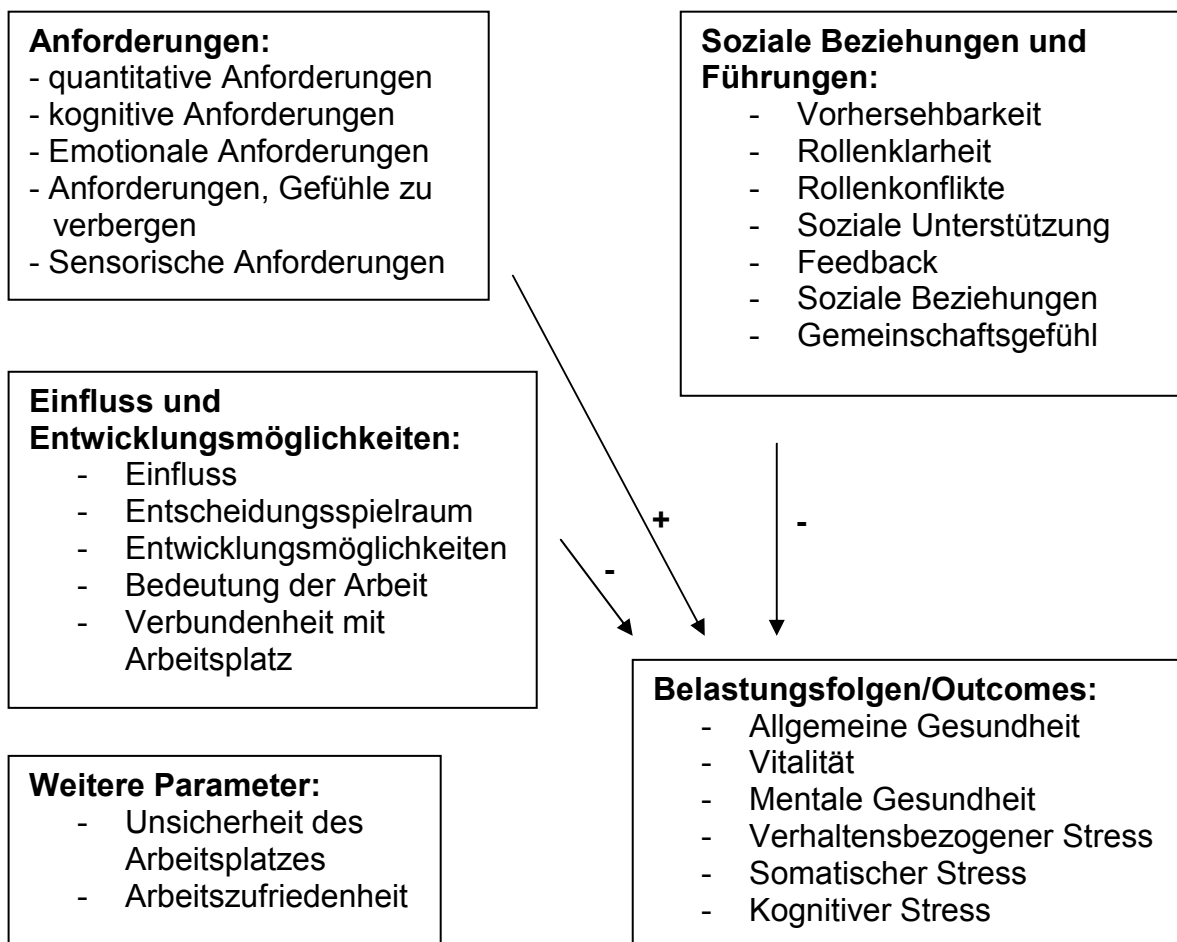 Anforderungen:
- quantitative Anforderungen
- kognitive Anforderungen
- Emotionale Anforderungen
- Anforderungen, Gefühle zu
verbergen
- Sensorische Anforderungen
Soziale Beziehungen und
Führungen:
- Vorhersehbarkeit
- Rollenklarheit
- Rollenkonflikte
- Soziale Unterstützung
- Feedback
- Soziale Beziehungen
- Gemeinschaftsgefühl
Einfluss und
Entwicklungsmöglichkeiten:
- Einfluss
- Entscheidungsspielraum
- Entwicklungsmöglichkeiten
- Bedeutung der Arbeit
- Verbundenheit mit
Arbeitsplatz
+
-
-
Belastungsfolgen/Outcomes:
- Allgemeine Gesundheit
- Vitalität
- Mentale Gesundheit
- Verhaltensbezogener Stress
- Somatischer Stress
- Kognitiver Stress
Weitere Parameter:
- Unsicherheit des
Arbeitsplatzes
- Arbeitszufriedenheit